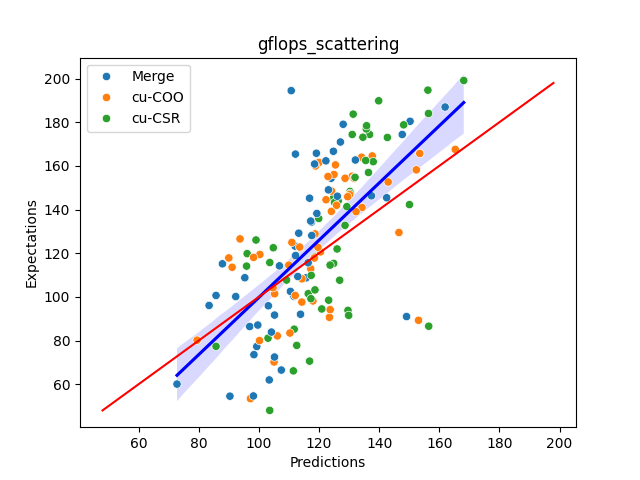 gflops_scattering
Merge
cu-COO
cu-CSR
200
180
160
140
120
100
80
60
Expectations
60 80 100 120 140 160 180 200
Predictions